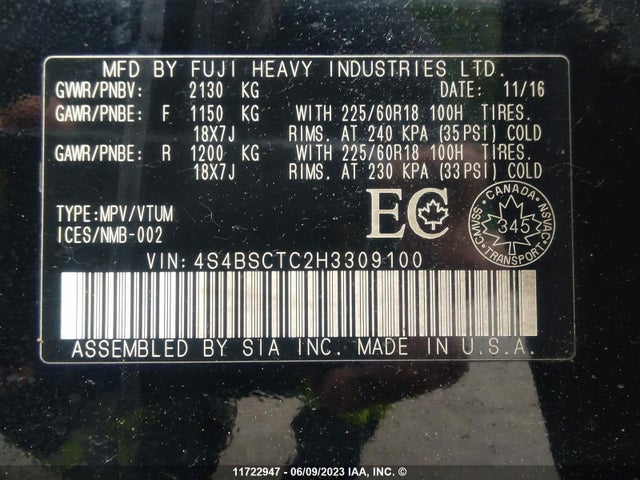 MFD BY FUJI HEAVY INDUSTRIES LTD.
GVWR/PNBV: 2130 KG DATE: 11/16
GAWR/PNBE: F 1150 KG WITH 225/60R18 100H TIRES.
18X7J RIMS. AT 240 KPA (35PSI) COLD
GAWR/PNBE: R 1200 KG WITH 225/60R18 100H TIRES.
18X7J RIMS. AT 230 KPA (33PSI) COLD
TYPE:MPV/VTUM
ICES/NMB-002
EC
CANADA
CMVSS NSVAC
345
TRANSPORT
VIN: 4S4BSCTC2H3309100
ASSEMBLED BY SIA INC. MADE IN U.S.A.
11722947 - 06/09/2023 IAA, INC. ©